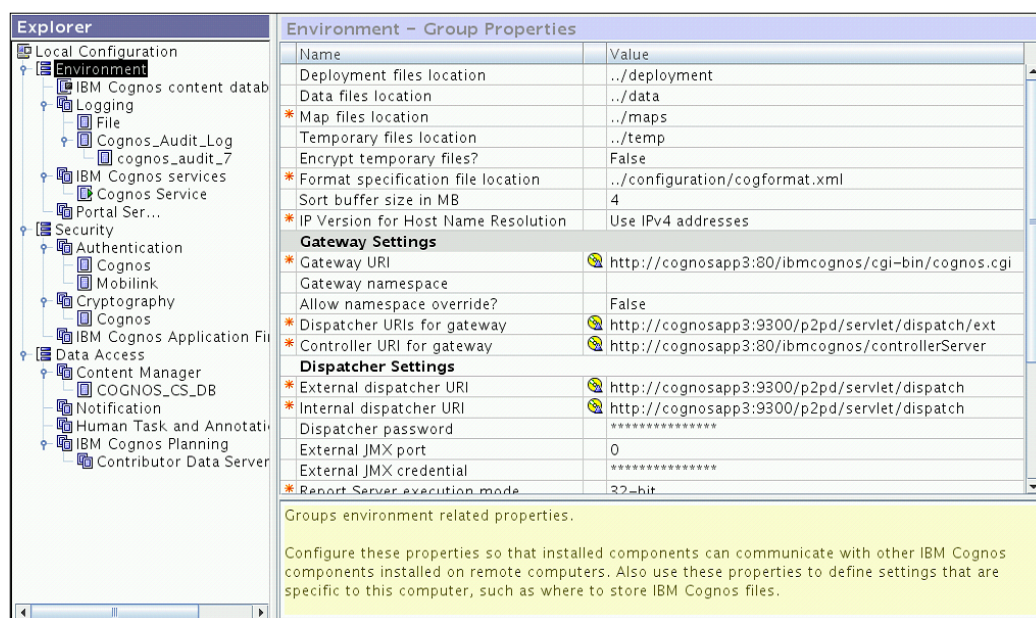 Explorer
Local Configuration
Environment
IBM Cognos content datab
Logging
File
Cognos_Audit_Log
cognos_audit_7
IBM Cognos services
Cognos Service
Portal Ser...
Security
Authentication
Cognos
Mobilink
Cryptography
Cognos
IBM Cognos Application Fi
Data Access
Content Manager
COGNOS_CS_DB
Notification
Human Task and Annotati
IBM Cognos Planning
Contributor Data Server
Environment - Group Properties
Name Value
Deployment files location ../deployment
Data files location ../data
* Map files location ../maps
Temporary files location ../temp
Encrypt temporary files? False
* Format specification file location ../configuration/cogformat.xml
Sort buffer size in MB 4
* IP Version for Host Name Resolution Use IPv4 addresses
Gateway Settings
* Gateway URI http://cognosapp3:80/ibmcognos/cgi-bin/cognos.cgi
Gateway namespace
Allow namespace override? False
* Dispatcher URIs for gateway http://cognosapp3:9300/p2pd/servlet/dispatch/ext
* Controller URI for gateway http://cognosapp3:80/ibmcognos/controllerServer
Dispatcher Settings
* External dispatcher URI http://cognosapp3:9300/p2pd/servlet/dispatch
* Internal dispatcher URI http://cognosapp3:9300/p2pd/servlet/dispatch
Dispatcher password ***************
External JMX port 0
External JMX credential ***************
* Report Server execution mode 32-bit
Groups environment related properties.
Configure these properties so that installed components can communicate with other IBM Cognos
components installed on remote computers. Also use these properties to define settings that are
specific to this computer, such as where to store IBM Cognos files.